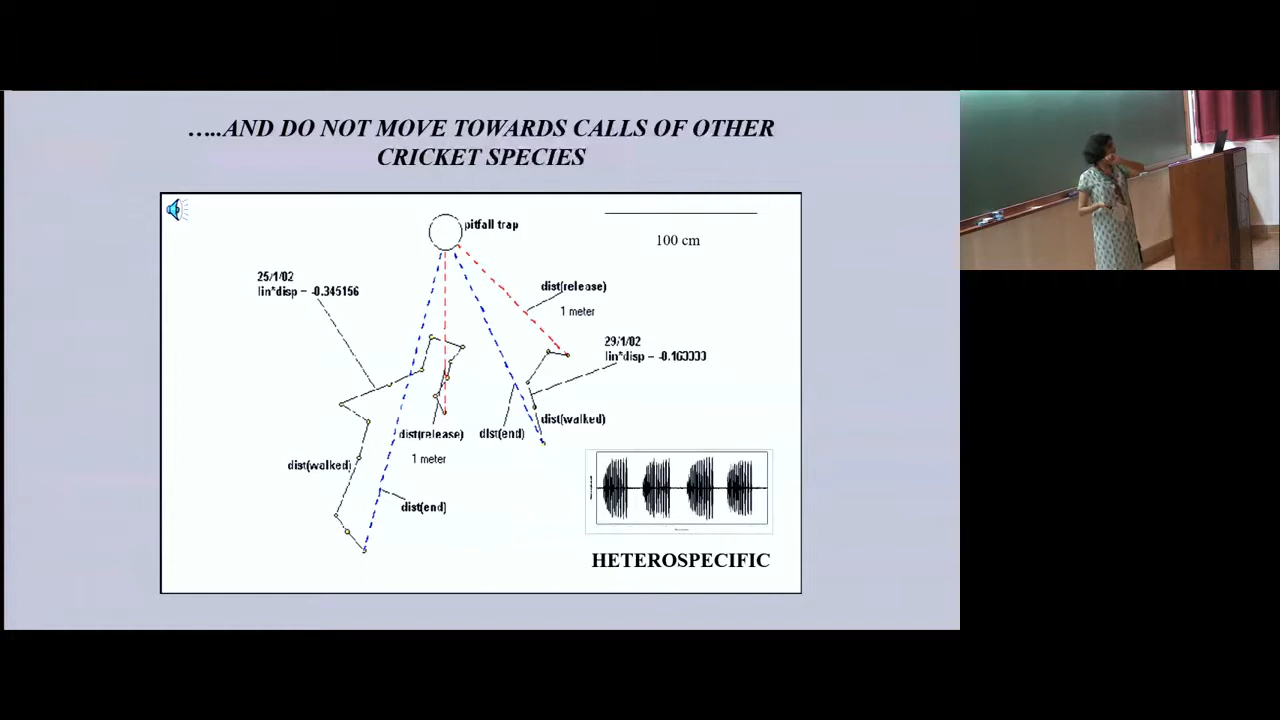 …..AND DO NOT MOVE TOWARDS CALLS OF OTHER
CRICKET SPECIES
pitfall trap
100 cm
25/1/02
lin*disp = -0.345156
dist(release)
1 meter
29/1/02
lin*disp = -0.163333
dist(walked)
dist(release)
dist(end)
1 meter
dist(walked)
dist(end)
HETEROSPECIFIC